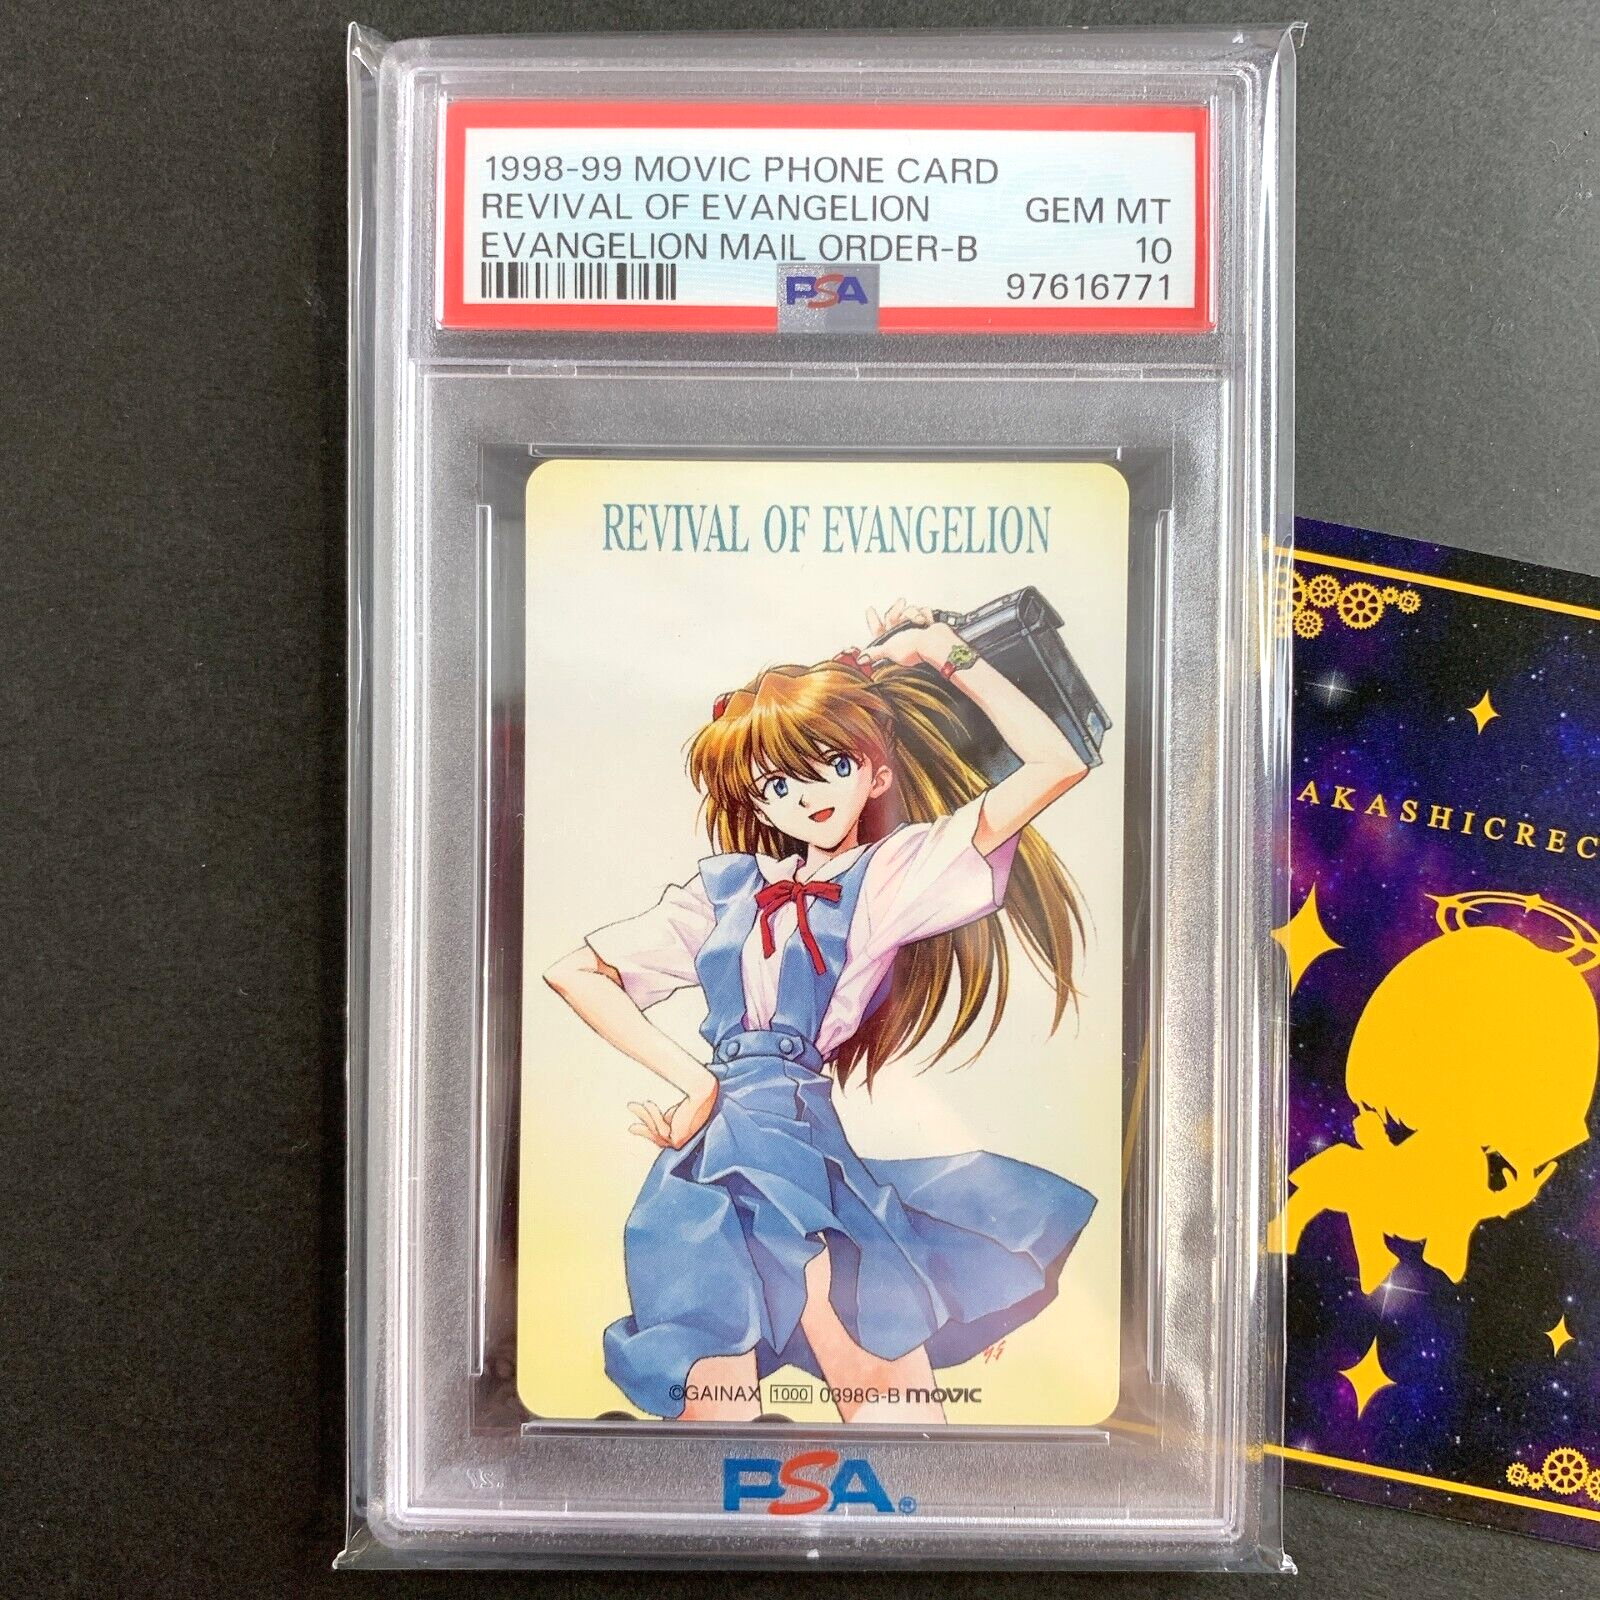 1998-99 MOVIC PHONE CARD
REVIVAL OF EVANGELION GEM MT
EVANGELION MAIL ORDER-B 10
PSA 97616771
REVIVAL OF EVANGELION
AKASHICREC
©GAINAX 1000 0398G-B movic
PSA®